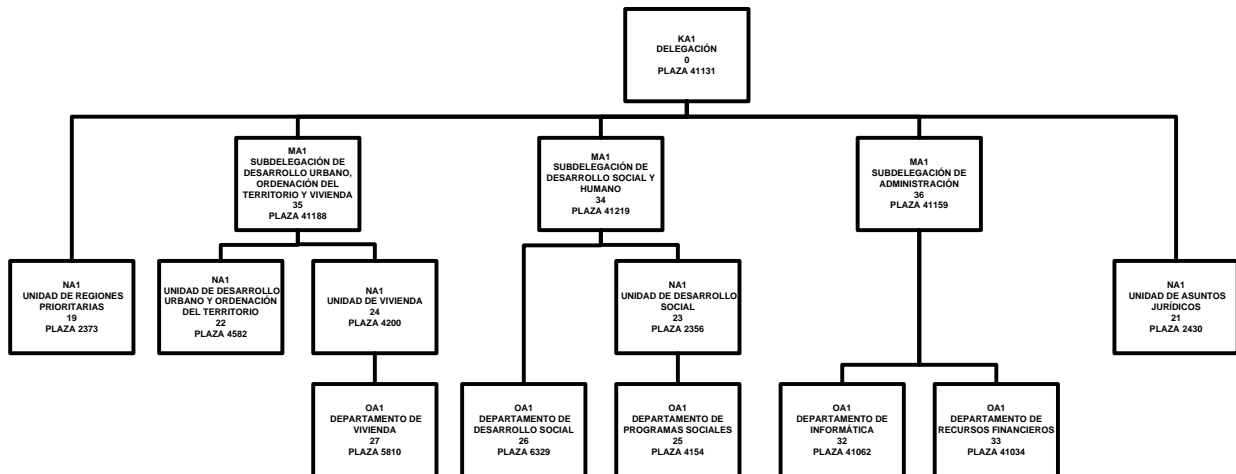 KA1
DELEGACIÓN
0
PLAZA 41131
MA1
SUBDELEGACIÓN DE
DESARROLLO URBANO,
ORDENACIÓN DEL
TERRITORIO Y VIVIENDA
35
PLAZA 41188
MA1
SUBDELEGACIÓN DE
DESARROLLO SOCIAL Y
HUMANO
34
PLAZA 41219
MA1
SUBDELEGACIÓN DE
ADMINISTRACIÓN
36
PLAZA 41159
NA1
UNIDAD DE REGIONES
PRIORITARIAS
19
PLAZA 2373
NA1
UNIDAD DE DESARROLLO
URBANO Y ORDENACIÓN
DEL TERRITORIO
22
PLAZA 4582
NA1
UNIDAD DE VIVIENDA
24
PLAZA 4200
NA1
UNIDAD DE DESARROLLO
SOCIAL
23
PLAZA 2356
NA1
UNIDAD DE ASUNTOS
JURÍDICOS
21
PLAZA 2430
OA1
DEPARTAMENTO DE
VIVIENDA
27
PLAZA 5810
OA1
DEPARTAMENTO DE
DESARROLLO SOCIAL
26
PLAZA 6329
OA1
DEPARTAMENTO DE
PROGRAMAS SOCIALES
25
PLAZA 4154
OA1
DEPARTAMENTO DE
INFORMÁTICA
32
PLAZA 41062
OA1
DEPARTAMENTO DE
RECURSOS FINANCIEROS
33
PLAZA 41034